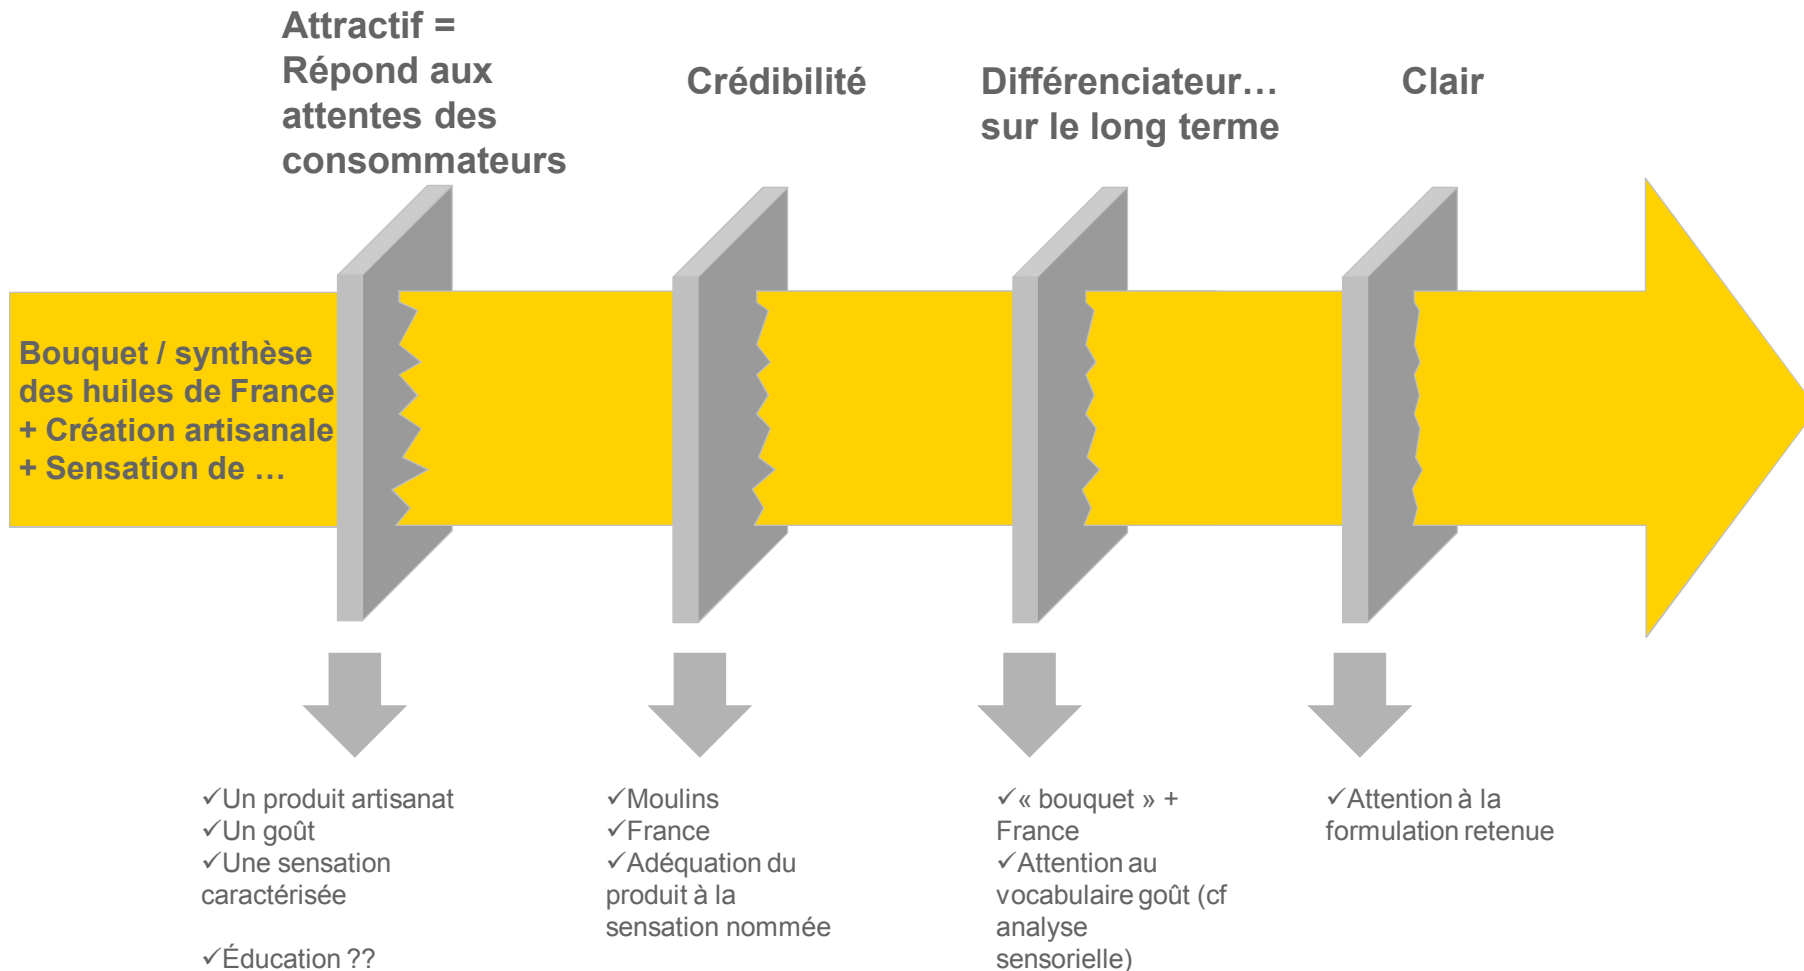 Attractif =
Répond aux
attentes des
consommateurs
Crédibilité
Différenciateur…
sur le long terme
Clair
Bouquet / synthèse
des huiles de France
+ Création artisanale
+ Sensation de …
✓Un produit artisanat
✓Un goût
✓Une sensation
caractérisée
✓Éducation ??
✓Moulins
✓France
✓Adéquation du
produit à la
sensation nommée
✓« bouquet » +
France
✓Attention au
vocabulaire goût (cf
analyse
sensorielle)
✓Attention à la
formulation retenue